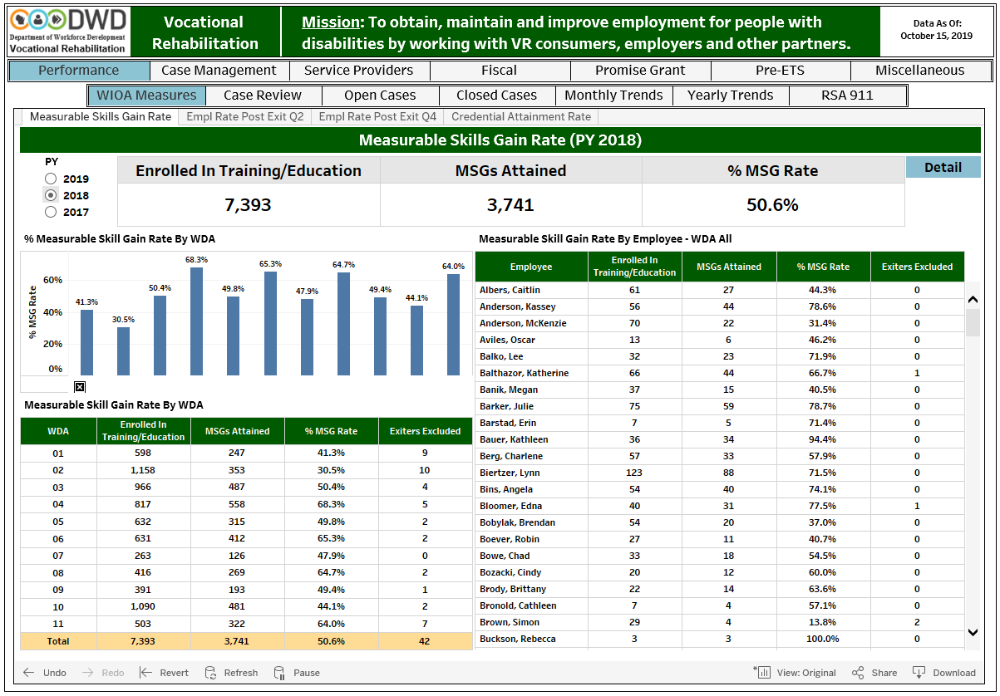 DWD
Department of Workforce Development
Vocational Rehabilitation
Vocational
Rehabilitation
Mission: To obtain, maintain and improve employment for people with
disabilities by working with VR consumers, employers and other partners.
Data As Of:
October 15, 2019
Performance Case Management Service Providers Fiscal Promise Grant Pre-ETS Miscellaneous
WIOA Measures Case Review Open Cases Closed Cases Monthly Trends Yearly Trends RSA 911
Measurable Skills Gain Rate Empl Rate Post Exit Q2 Empl Rate Post Exit Q4 Credential Attainment Rate
Measurable Skills Gain Rate (PY 2018)
PY
2019
2018
2017
Enrolled In Training/Education MSGs Attained % MSG Rate
7,393 3,741 50.6%
Detail
% Measurable Skill Gain Rate By WDA
% MSG Rate
60%
40%
20%
0%
41.3% 30.5% 50.4% 68.3% 49.8% 65.3% 47.9% 64.7% 49.4% 44.1% 64.0%
Measurable Skill Gain Rate By WDA
WDA Enrolled In Training/Education MSGs Attained % MSG Rate Exiters Excluded
01 598 247 41.3% 9
02 1,158 353 30.5% 10
03 966 487 50.4% 4
04 817 558 68.3% 5
05 632 315 49.8% 2
06 631 412 65.3% 2
07 263 126 47.9% 0
08 416 269 64.7% 2
09 391 193 49.4% 1
10 1,090 481 44.1% 2
11 503 322 64.0% 7
Total 7,393 3,741 50.6% 42
Measurable Skill Gain Rate By Employee - WDA All
Employee Enrolled In Training/Education MSGs Attained % MSG Rate Exiters Excluded
Albers, Caitlin 61 27 44.3% 0
Anderson, Kassey 56 44 78.6% 0
Anderson, McKenzie 70 22 31.4% 0
Aviles, Oscar 13 6 46.2% 0
Balko, Lee 32 23 71.9% 0
Balthazor, Katherine 66 44 66.7% 1
Banik, Megan 37 15 40.5% 0
Barker, Julie 75 59 78.7% 0
Barstad, Erin 7 5 71.4% 0
Bauer, Kathleen 36 34 94.4% 0
Berg, Charlene 57 33 57.9% 0
Biertzer, Lynn 123 88 71.5% 0
Bins, Angela 54 40 74.1% 0
Bloomer, Edna 40 31 77.5% 1
Bobylak, Brendan 54 20 37.0% 0
Boever, Robin 27 11 40.7% 0
Bowe, Chad 33 18 54.5% 0
Bozacki, Cindy 20 12 60.0% 0
Brody, Brittany 22 14 63.6% 0
Bronold, Cathleen 7 4 57.1% 0
Brown, Simon 29 4 13.8% 2
Buckson, Rebecca 3 3 100.0% 0
Undo Redo Revert Refresh Pause View: Original Share Download